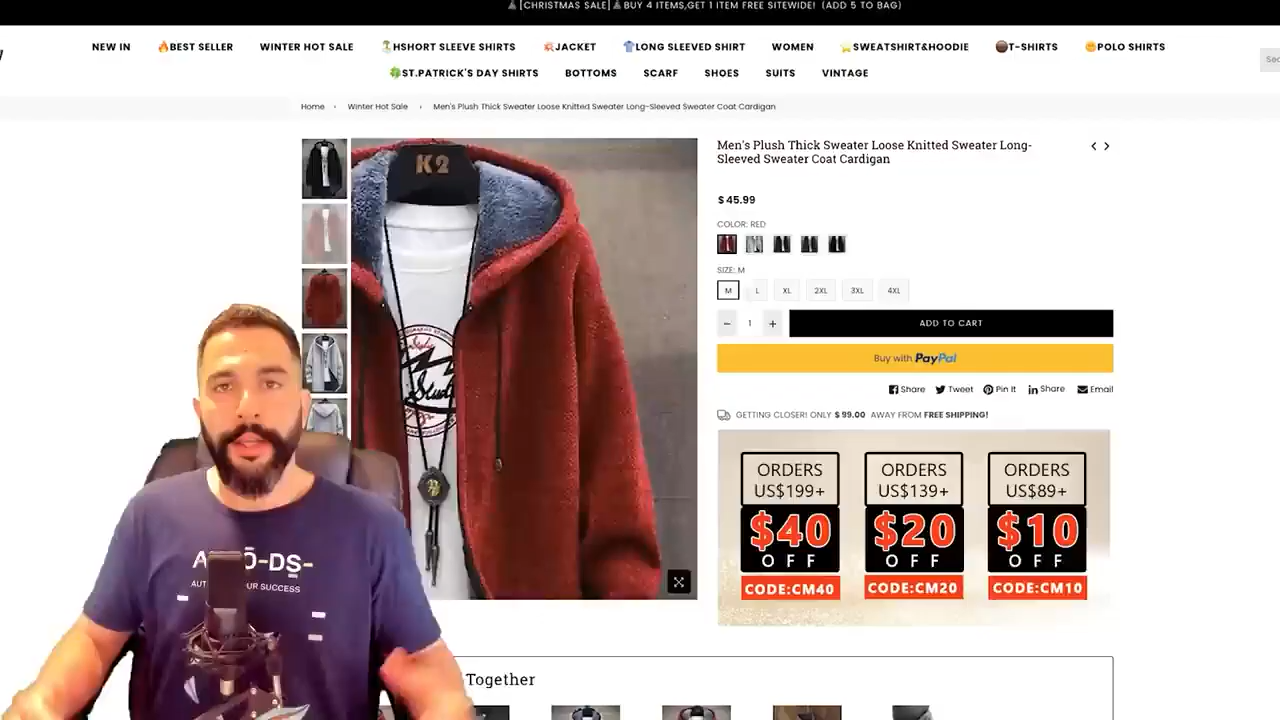 [CHRISTMAS SALE] BUY 4 ITEMS,GET 1 ITEM FREE SITEWIDE! (ADD 5 TO BAG)
NEW IN BEST SELLER WINTER HOT SALE HSHORT SLEEVE SHIRTS JACKET LONG SLEEVED SHIRT WOMEN SWEATSHIRT&HOODIE T-SHIRTS POLO SHIRTS
ST.PATRICK'S DAY SHIRTS BOTTOMS SCARF SHOES SUITS VINTAGE
Home › Winter Hot Sale › Men's Plush Thick Sweater Loose Knitted Sweater Long-Sleeved Sweater Coat Cardigan
K2
Men's Plush Thick Sweater Loose Knitted Sweater Long-
Sleeved Sweater Coat Cardigan
$ 45.99
COLOR: RED
SIZE: M
M L XL 2XL 3XL 4XL
− 1 + ADD TO CART
Buy with PayPal
Share Tweet Pin It Share Email
GETTING CLOSER! ONLY $ 99.00 AWAY FROM FREE SHIPPING!
ORDERS
US$199+
$40
OFF
CODE:CM40
ORDERS
US$139+
$20
OFF
CODE:CM20
ORDERS
US$89+
$10
OFF
CODE:CM10
Together